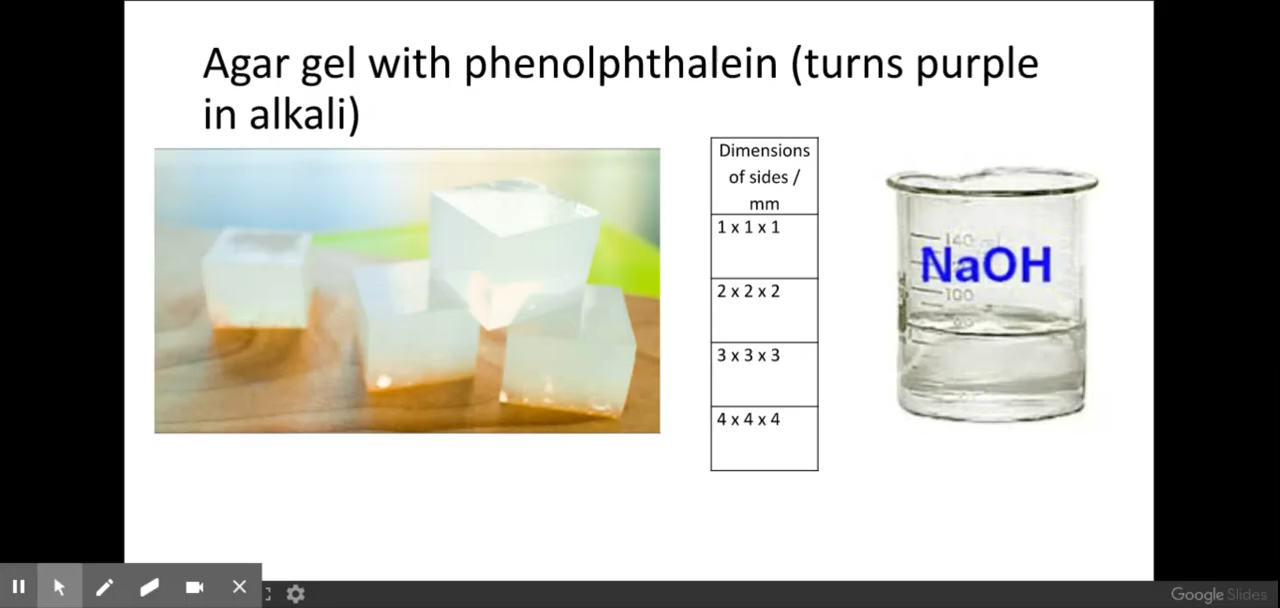 Agar gel with phenolphthalein (turns purple
in alkali)
Dimensions
of sides /
mm
1 x 1 x 1
2 x 2 x 2
3 x 3 x 3
4 x 4 x 4
140
NaOH
100
Google Slides